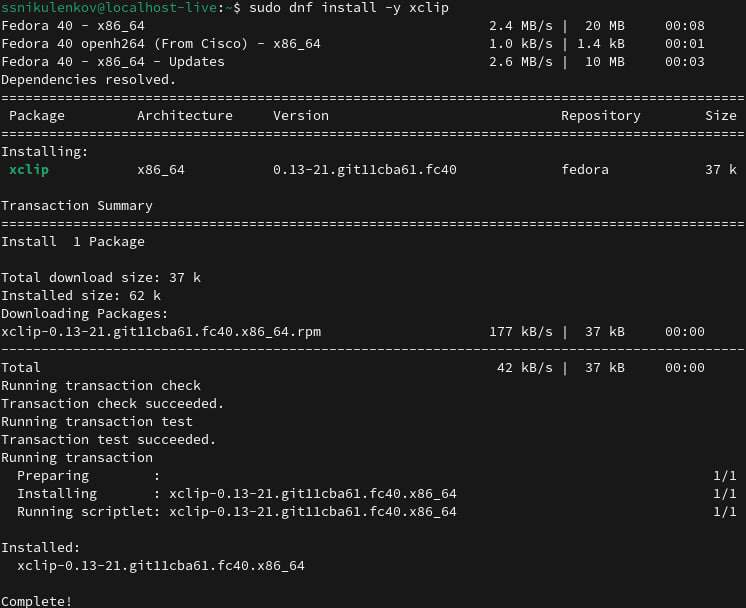 ssnikulenkov@localhost-live:~$ sudo dnf install -y xclip
Fedora 40 - x86_64                                           2.4 MB/s |  20 MB     00:08
Fedora 40 openh264 (From Cisco) - x86_64                     1.0 kB/s | 1.4 kB     00:01
Fedora 40 - x86_64 - Updates                                 2.6 MB/s |  10 MB     00:03
Dependencies resolved.
=============================================================================================
 Package         Architecture     Version                             Repository        Size
=============================================================================================
Installing:
 xclip           x86_64           0.13-21.git11cba61.fc40             fedora            37 k

Transaction Summary
=============================================================================================
Install  1 Package

Total download size: 37 k
Installed size: 62 k
Downloading Packages:
xclip-0.13-21.git11cba61.fc40.x86_64.rpm                     177 kB/s |  37 kB     00:00
---------------------------------------------------------------------------------------------
Total                                                         42 kB/s |  37 kB     00:00
Running transaction check
Transaction check succeeded.
Running transaction test
Transaction test succeeded.
Running transaction
  Preparing        :                                                                     1/1
  Installing       : xclip-0.13-21.git11cba61.fc40.x86_64                                1/1
  Running scriptlet: xclip-0.13-21.git11cba61.fc40.x86_64                                1/1

Installed:
  xclip-0.13-21.git11cba61.fc40.x86_64

Complete!